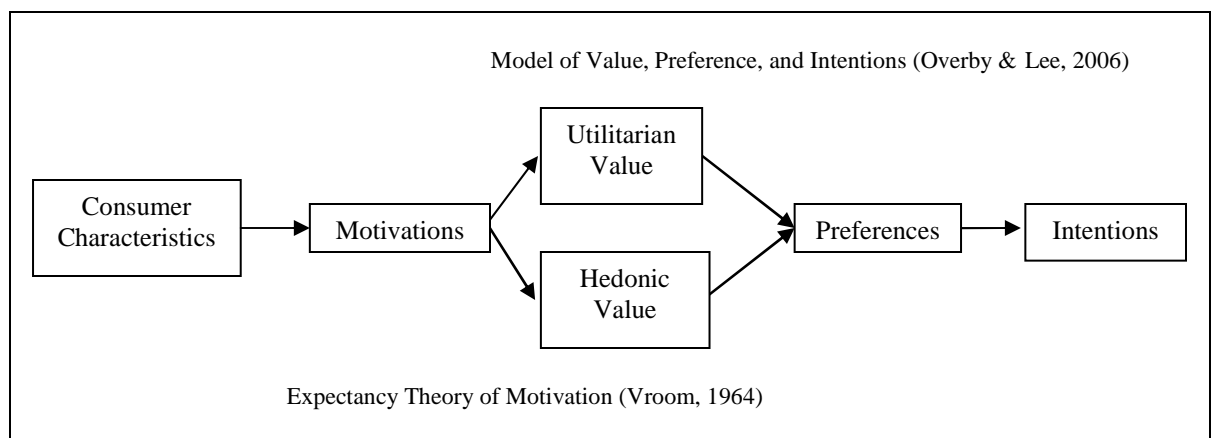 Model of Value, Preference, and Intentions (Overby & Lee, 2006)
Utilitarian
Value
Consumer
Characteristics
Motivations
Preferences
Intentions
Hedonic
Value
Expectancy Theory of Motivation (Vroom, 1964)